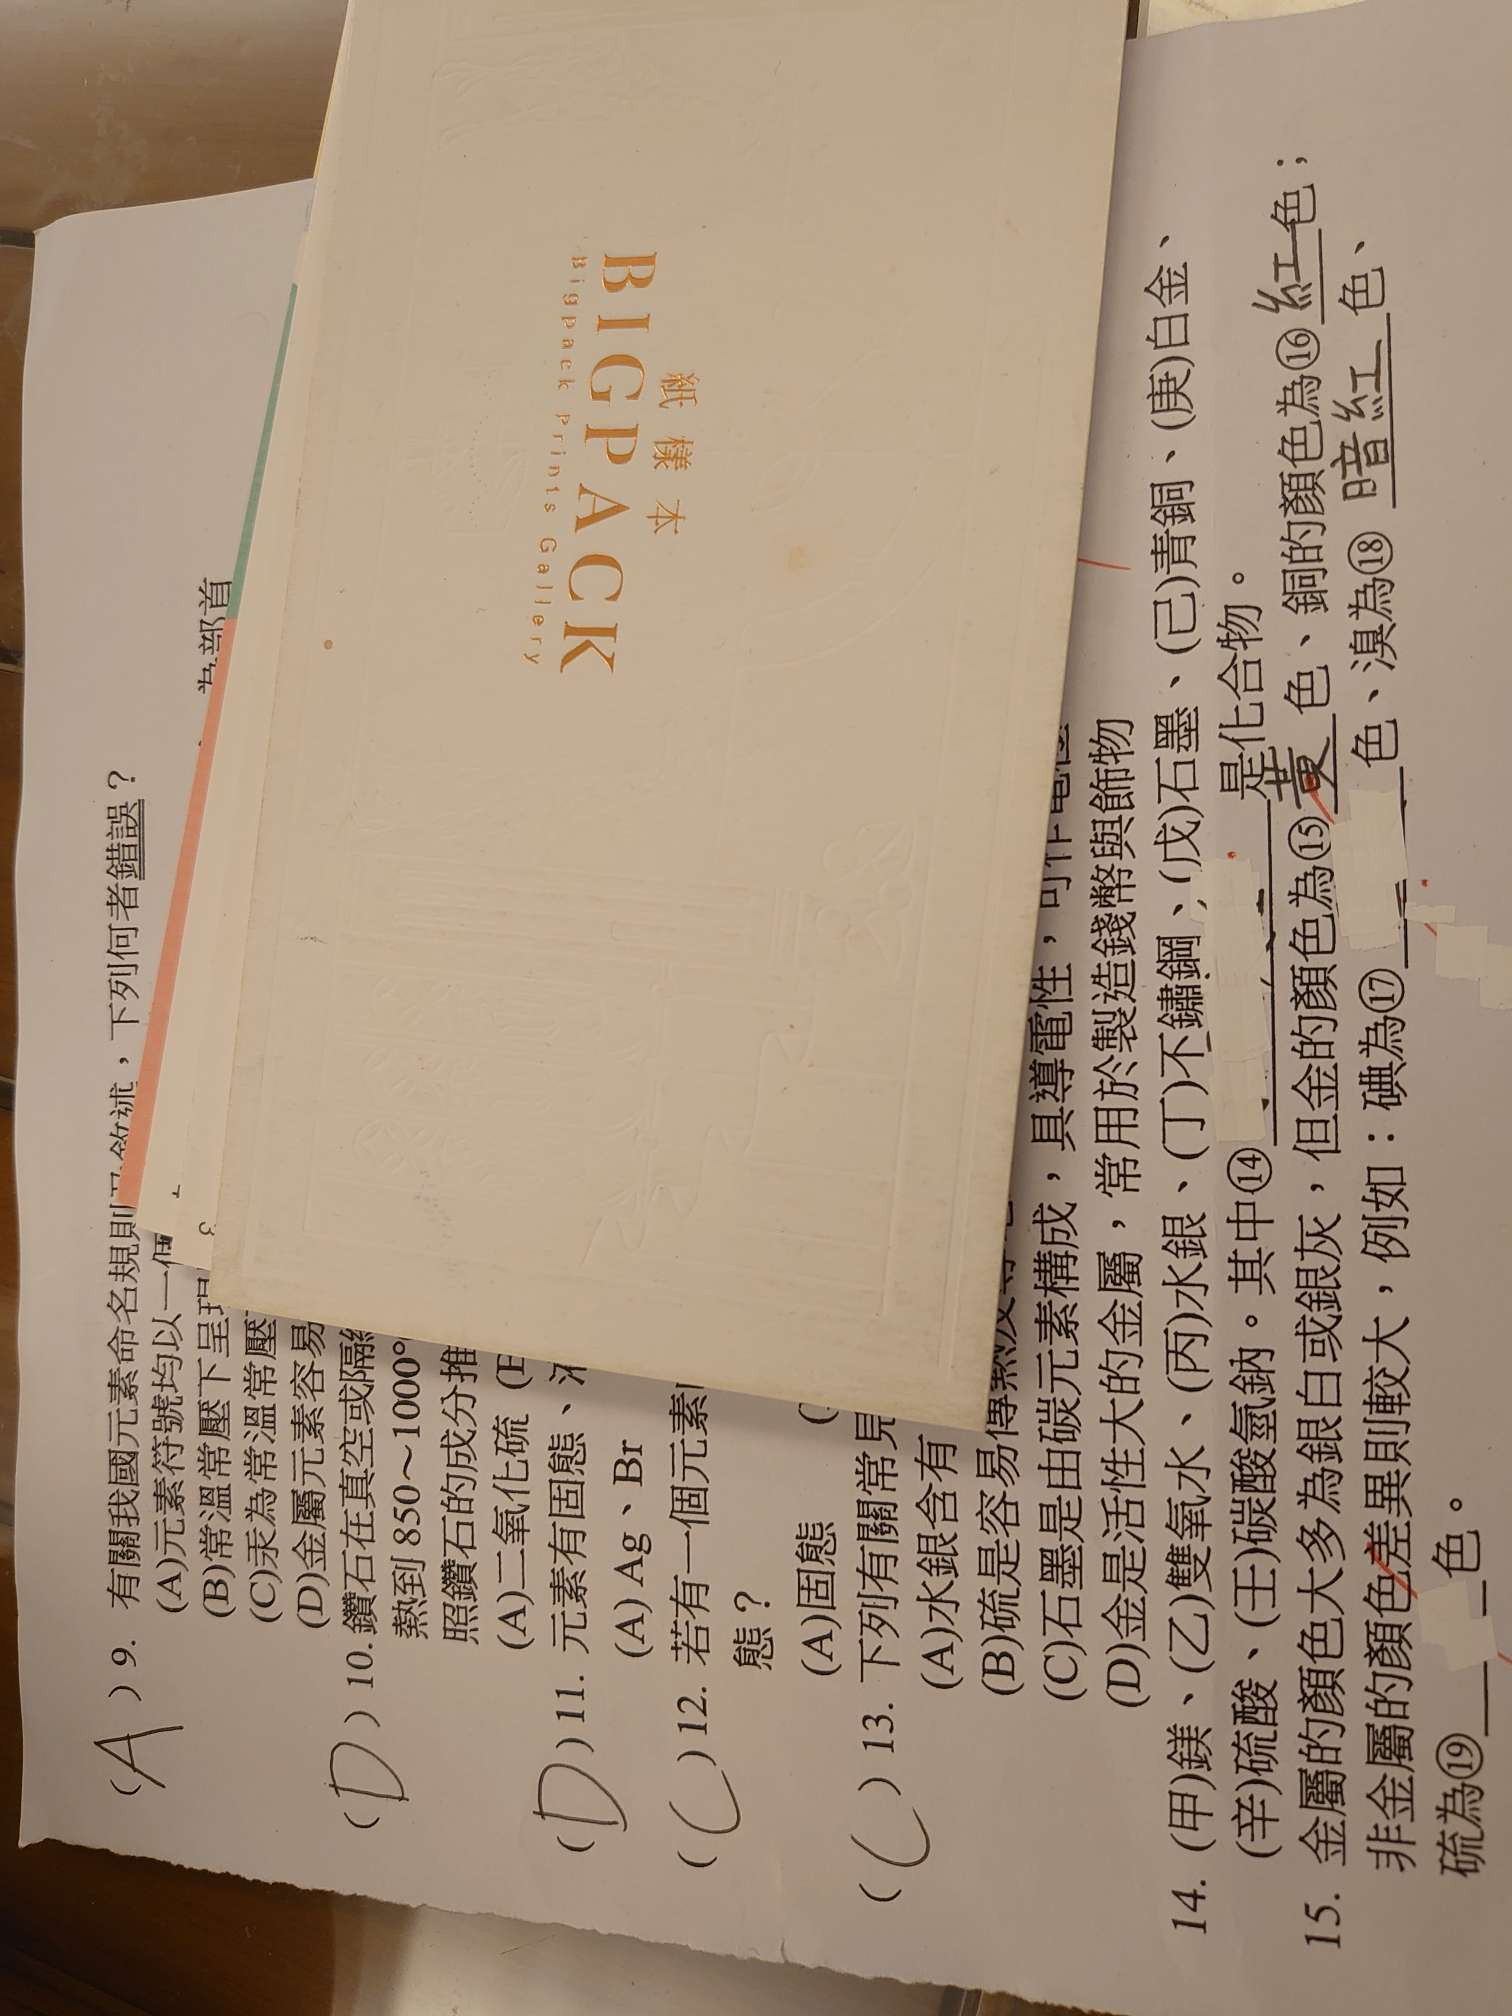 (A) 9. 有關我國元素命名規則及敘述，下列何者錯誤？
(A)元素符號均以一個 為部首
(B)常溫常壓下呈現
(C)汞為常溫常壓
(D)金屬元素容易
(D) 10. 鑽石在真空或隔絕
熱到 850～1000°
照鑽石的成分推
(A)二氧化硫
(D) 11. 元素有固態、
(A) Ag、Br
(C) 12. 若有一個元素
態？
(A)固態
(C) 13. 下列有關常見
(A)水銀含有
(B)硫是容易傳熱及導
(C)石墨是由碳元素構成，具導電性，可作電極
(D)金是活性大的金屬，常用於製造錢幣與飾物
14. (甲)鎂、(乙)雙氧水、(丙)水銀、(丁)不鏽鋼、(戊)石墨、(己)青銅、(庚)白金、
(辛)硫酸、(壬)碳酸氫鈉。其中⑭ 是化合物。
15. 金屬的顏色大多為銀白或銀灰，但金的顏色為⑮黃色、銅的顏色為⑯紅色；
非金屬的顏色差異則較大，例如：碘為⑰ 色、溴為⑱暗紅色、
硫為⑲ 色。
紙樣本
BIGPACK
Bigpack Prints Gallery